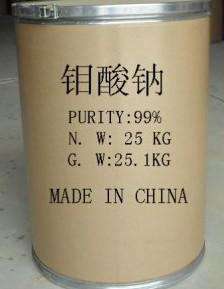 钼酸钠
PURITY:99%
N. W: 25 KG
G. W:25.1KG
MADE IN CHINA